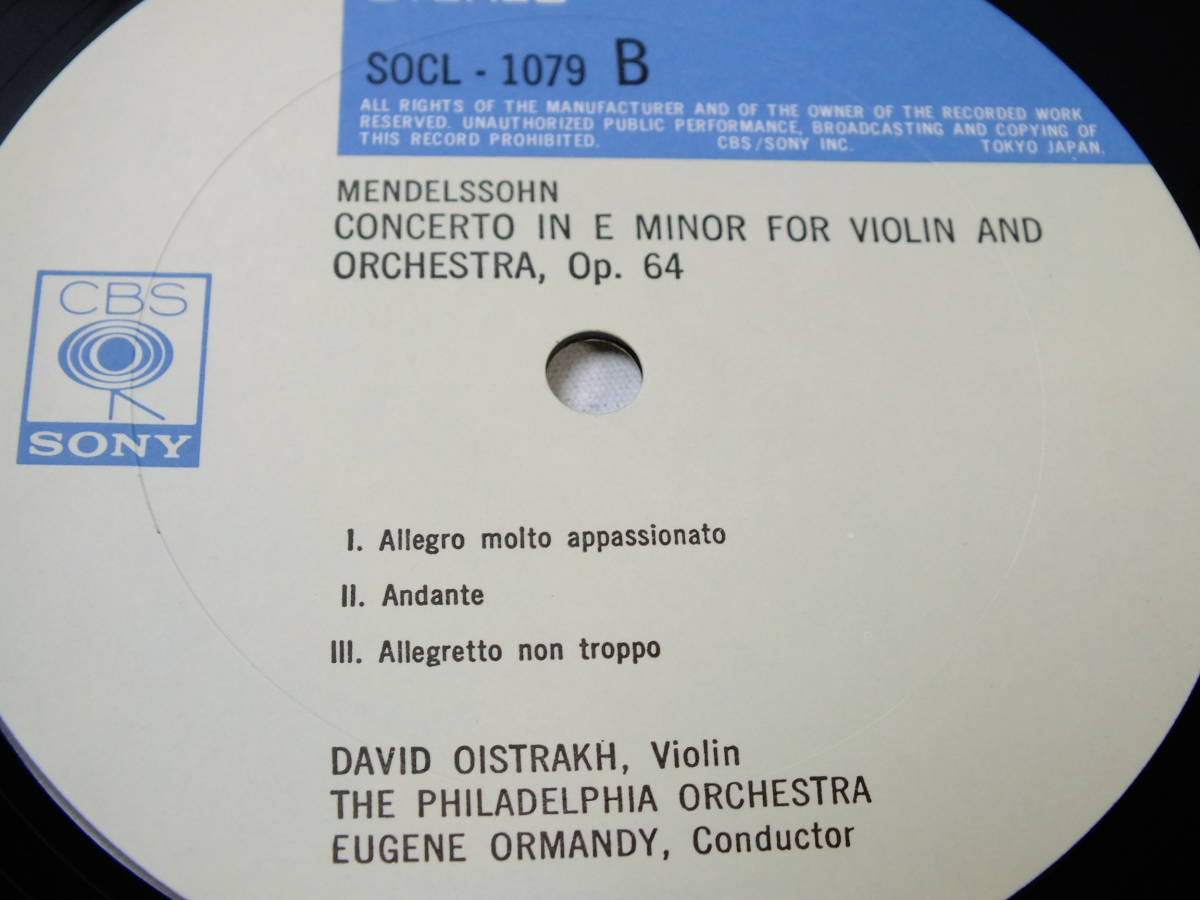 STEREO
SOCL - 1079 B
ALL RIGHTS OF THE MANUFACTURER AND OF THE OWNER OF THE RECORDED WORK
RESERVED. UNAUTHORIZED PUBLIC PERFORMANCE, BROADCASTING AND COPYING OF
THIS RECORD PROHIBITED. CBS/SONY INC. TOKYO JAPAN.
MENDELSSOHN
CONCERTO IN E MINOR FOR VIOLIN AND
ORCHESTRA, Op. 64
CBS
SONY
I. Allegro molto appassionato
II. Andante
III. Allegretto non troppo
DAVID OISTRAKH, Violin
THE PHILADELPHIA ORCHESTRA
EUGENE ORMANDY, Conductor